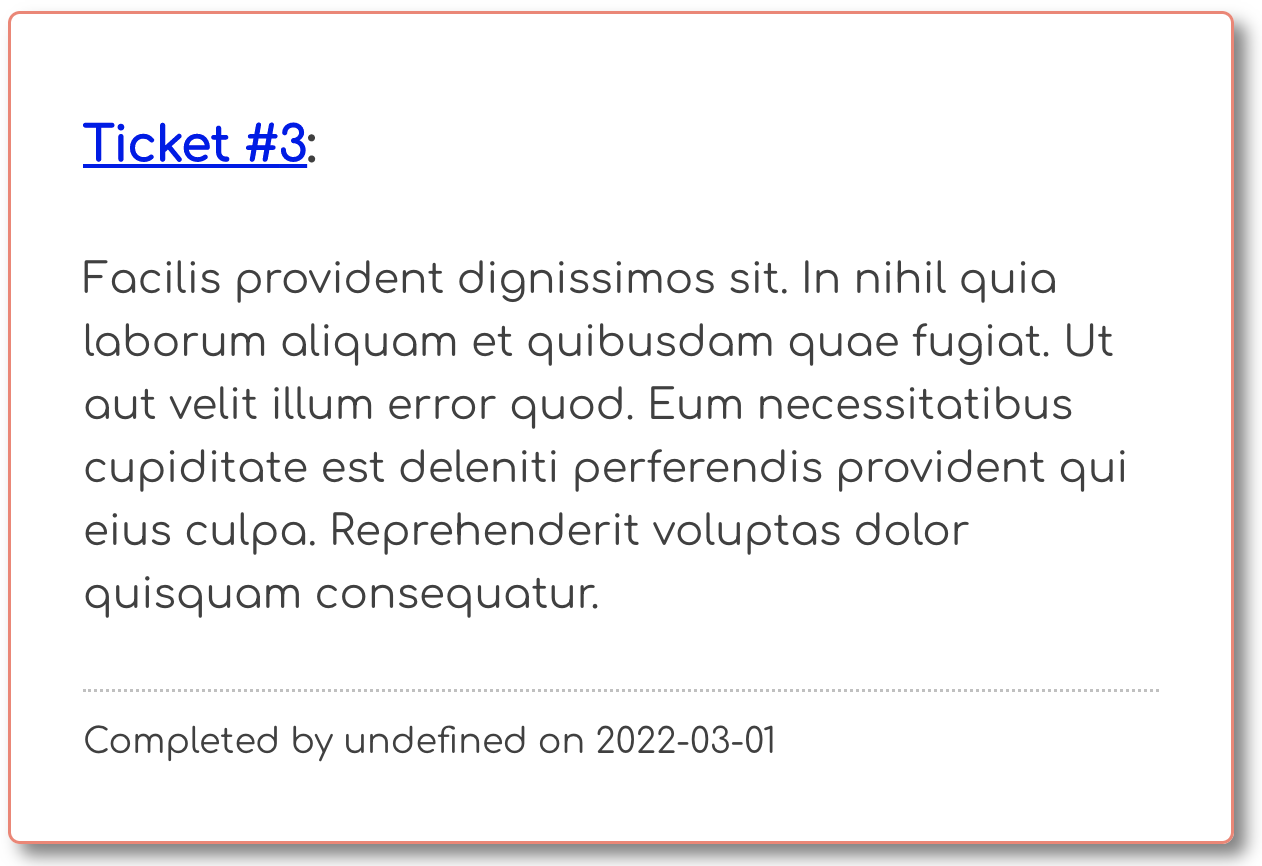 Ticket #3:
Facilis provident dignissimos sit. In nihil quia
laborum aliquam et quibusdam quae fugiat. Ut
aut velit illum error quod. Eum necessitatibus
cupiditate est deleniti perferendis provident qui
eius culpa. Reprehenderit voluptas dolor
quisquam consequatur.
Completed by undefined on 2022-03-01